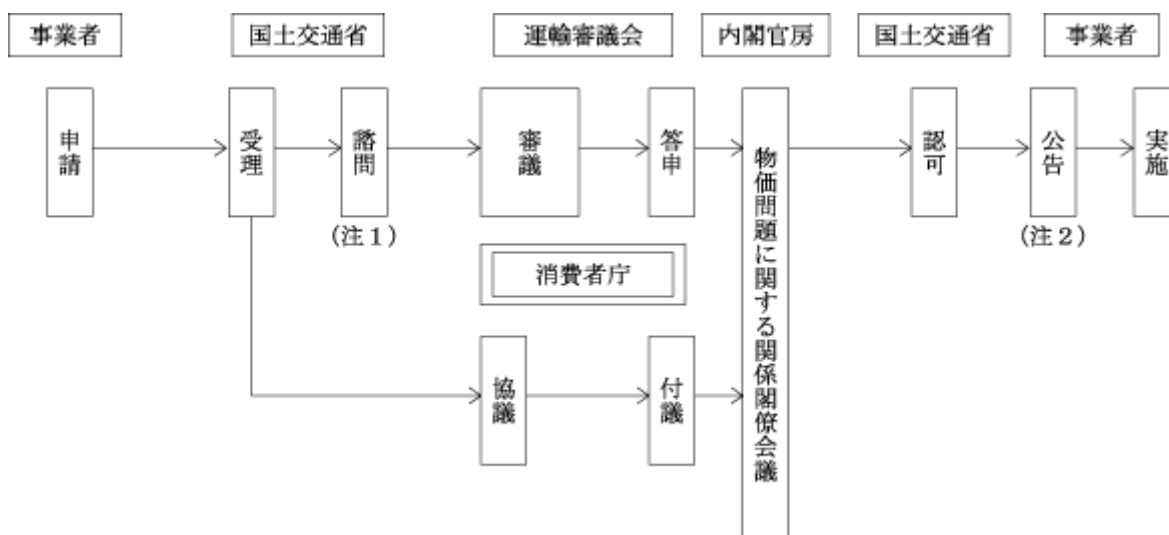 事業者
国土交通省
運輸審議会
内閣官房
国土交通省
事業者
申請
受理
諮問
審議
答申
物価問題に関する関係閣僚会議
認可
公告
実施
(注1)
(注2)
消費者庁
協議
付議